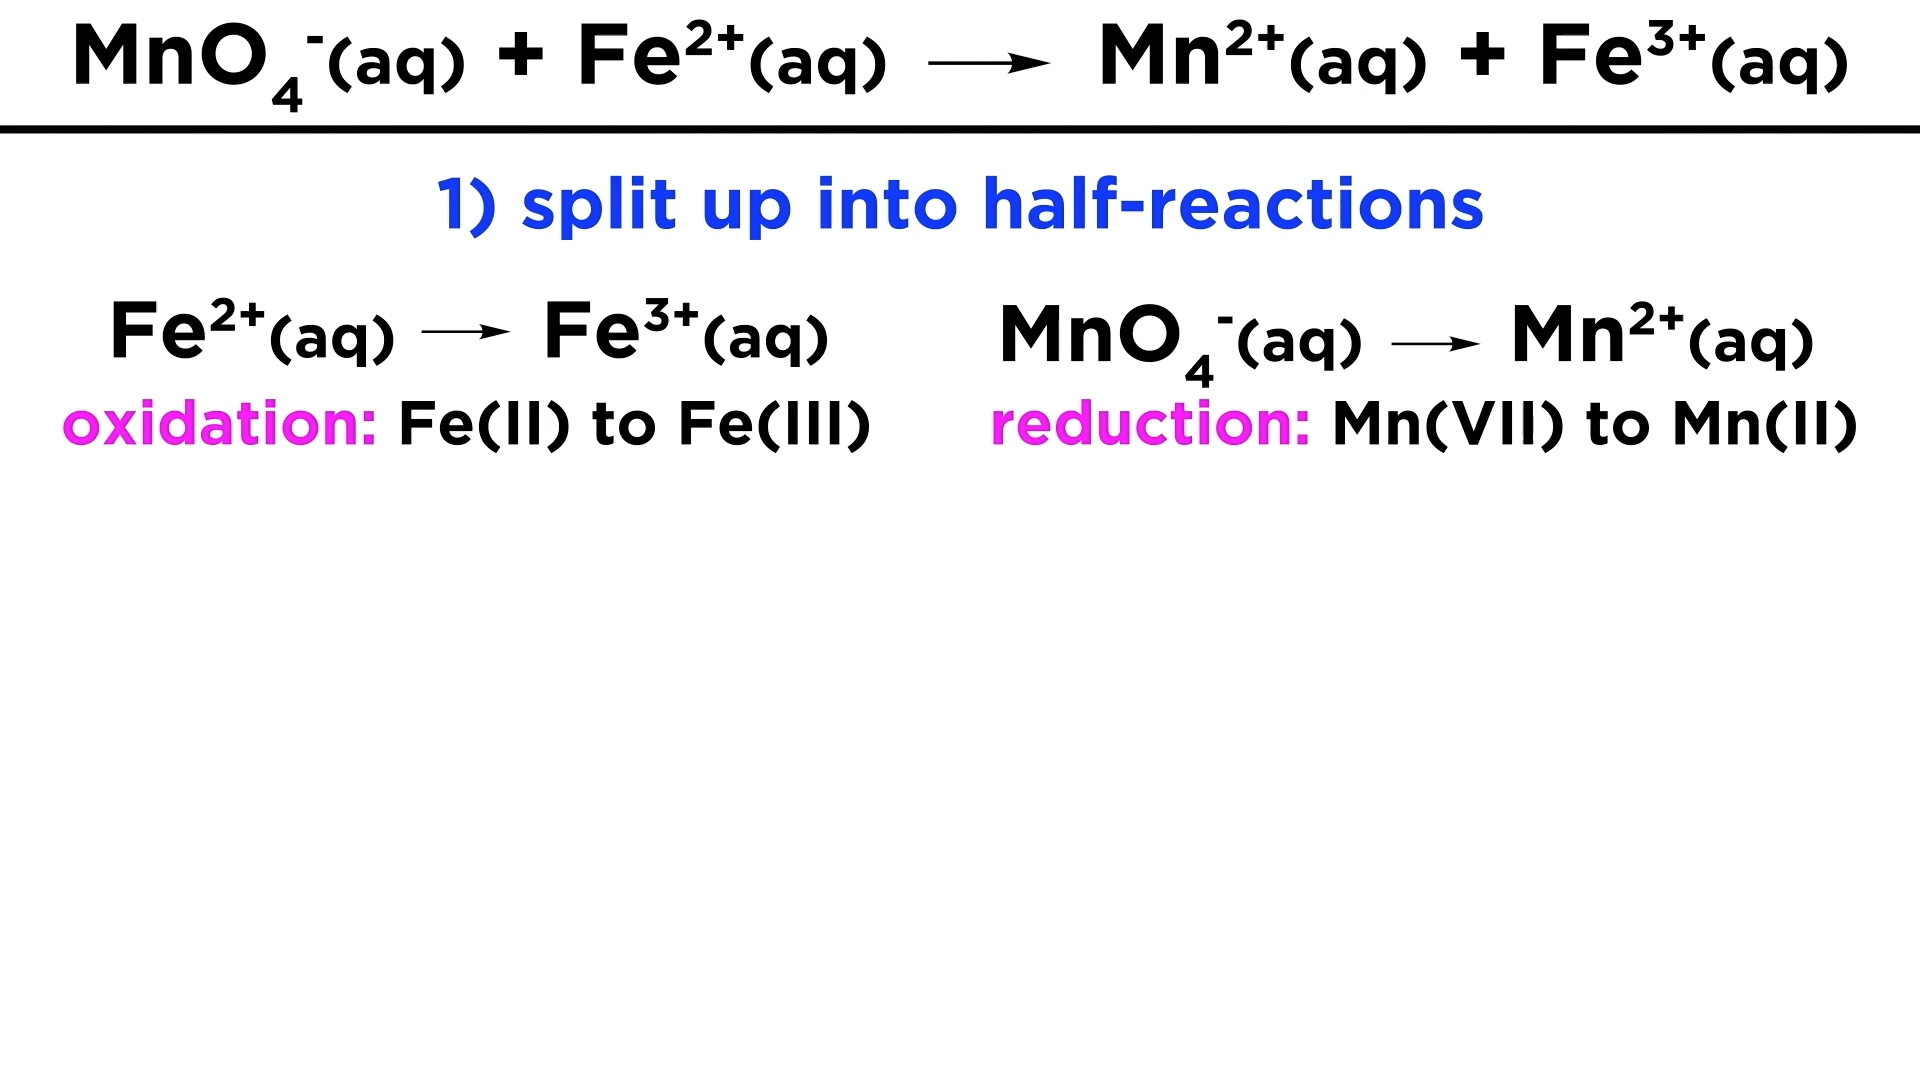 MnO₄⁻(aq) + Fe²⁺(aq) ⟶ Mn²⁺(aq) + Fe³⁺(aq)
1) split up into half-reactions
Fe²⁺(aq) ⟶ Fe³⁺(aq)
oxidation: Fe(II) to Fe(III)
MnO₄⁻(aq) ⟶ Mn²⁺(aq)
reduction: Mn(VII) to Mn(II)